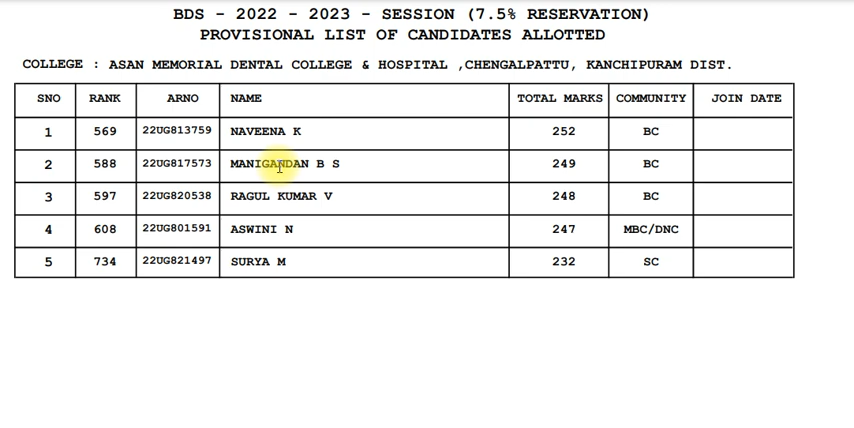 BDS - 2022 - 2023 - SESSION (7.5% RESERVATION)
PROVISIONAL LIST OF CANDIDATES ALLOTTED
COLLEGE : ASAN MEMORIAL DENTAL COLLEGE & HOSPITAL ,CHENGALPATTU, KANCHIPURAM DIST.
SNO RANK ARNO NAME TOTAL MARKS COMMUNITY JOIN DATE
1 569 22UG813759 NAVEENA K 252 BC
2 588 22UG817573 MANIGANDAN B S 249 BC
3 597 22UG820538 RAGUL KUMAR V 248 BC
4 608 22UG801591 ASWINI N 247 MBC/DNC
5 734 22UG821497 SURYA M 232 SC